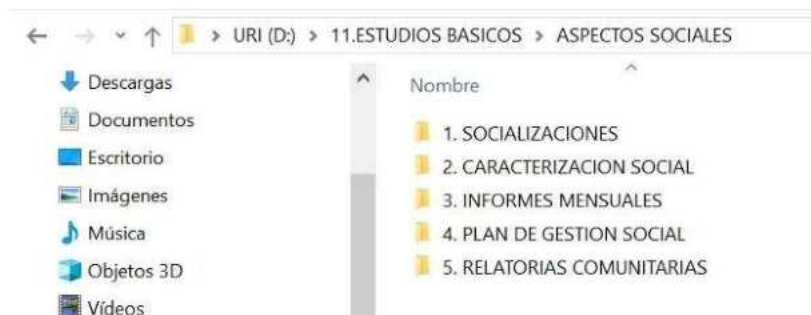 URI (D:) > 11.ESTUDIOS BASICOS > ASPECTOS SOCIALES
Descargas
Documentos
Escritorio
Imágenes
Música
Objetos 3D
Vídeos
Nombre
1. SOCIALIZACIONES
2. CARACTERIZACION SOCIAL
3. INFORMES MENSUALES
4. PLAN DE GESTION SOCIAL
5. RELATORIAS COMUNITARIAS